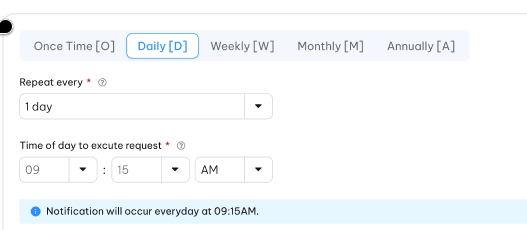 Once Time [O] Daily [D] Weekly [W] Monthly [M] Annually [A]
Repeat every *
1 day
Time of day to excute request *
09 : 15 AM
Notification will occur everyday at 09:15AM.